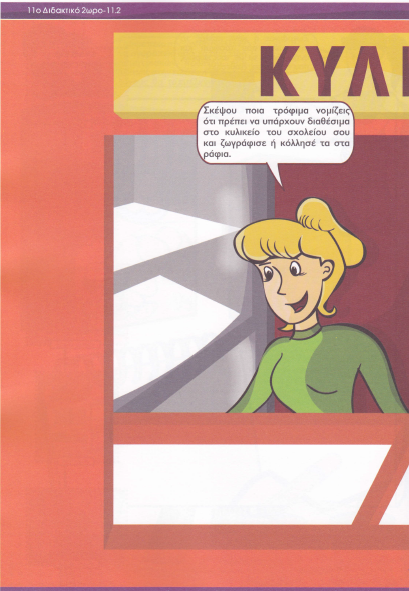 11ο Διδακτικό 2ωρο-11.2
ΚΥΛΙ
Σκέψου ποια τρόφιμα νομίζεις
ότι πρέπει να υπάρχουν διαθέσιμα
στο κυλικείο του σχολείου σου
και ζωγράφισε ή κόλλησέ τα στα
ράφια.